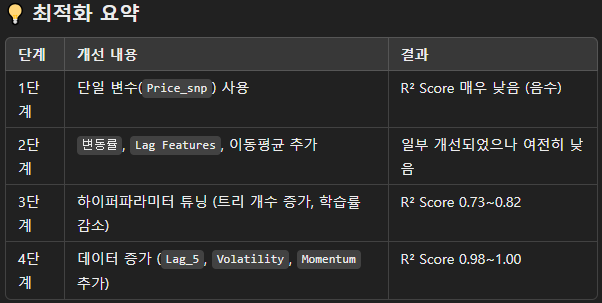 💡 최적화 요약
단계 개선 내용 결과
1단
계
단일 변수(Price_snp) 사용
R² Score 매우 낮음 (음수)
2단
계
변동률, Lag Features, 이동평균 추가
일부 개선되었으나 여전히 낮
음
3단
계
하이퍼파라미터 튜닝 (트리 개수 증가, 학습률
감소)
R² Score 0.73~0.82
4단
계
데이터 증가 (Lag_5, Volatility, Momentum
추가)
R² Score 0.98~1.00